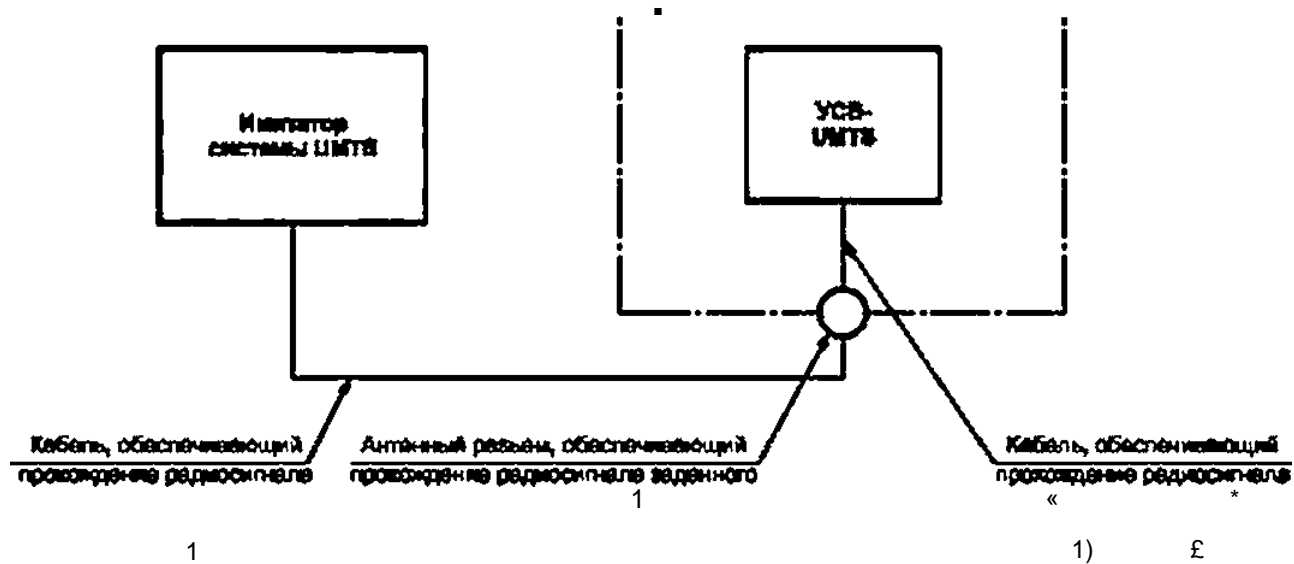 Имитатор
системы UMTS
УСВ-
UMTS
Кабель, обеспечивающий
прохождение радиосигнала
Антенный разъем, обеспечивающий
прохождение радиосигнала заданного
Кабель, обеспечивающий
прохождение радиосигнала
1
« *
1
1) £